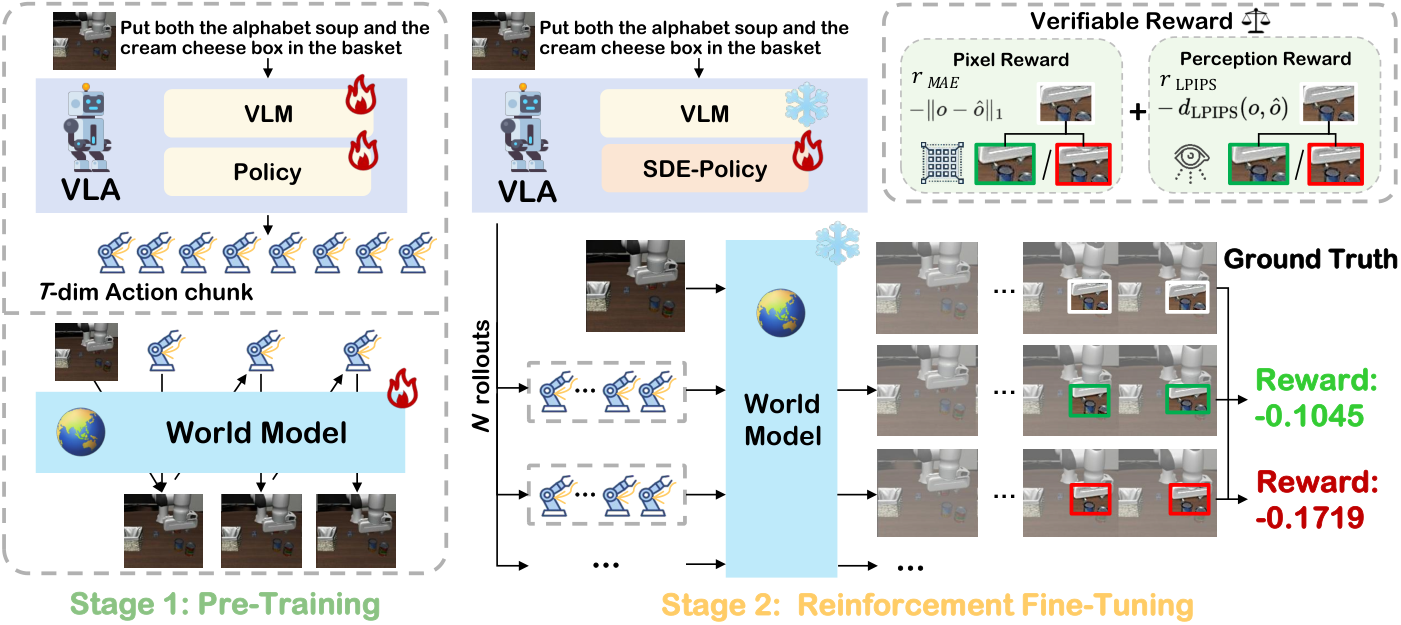 Put both the alphabet soup and the
cream cheese box in the basket
VLM
Policy
VLA
T-dim Action chunk
World Model
Stage 1: Pre-Training
Put both the alphabet soup and the
cream cheese box in the basket
VLM
SDE-Policy
VLA
N rollouts
...
...
...
World
Model
...
...
...
...
Verifiable Reward
Pixel Reward
r MAE
−‖o − ô‖₁
/
+
Perception Reward
r LPIPS
− d_LPIPS(o, ô)
/
Ground Truth
Reward:
-0.1045
Reward:
-0.1719
Stage 2: Reinforcement Fine-Tuning